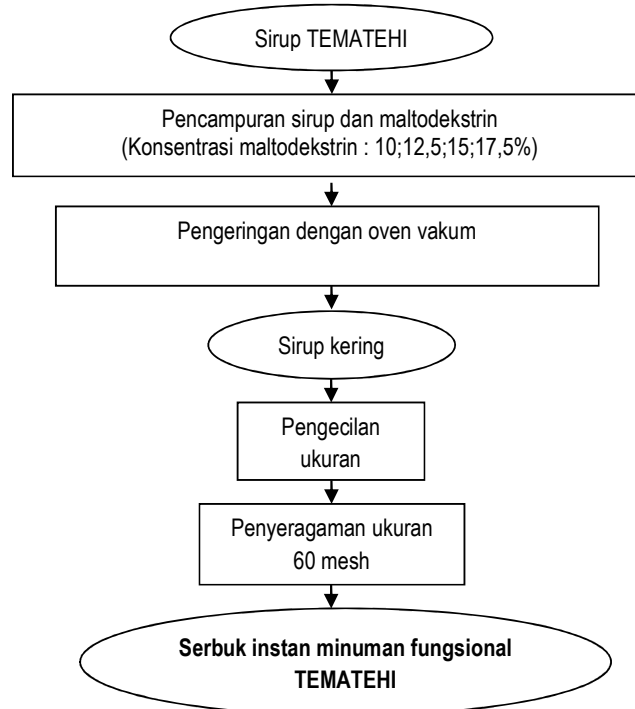 Sirup TEMATEHI
Pencampuran sirup dan maltodekstrin
(Konsentrasi maltodekstrin : 10;12,5;15;17,5%)
Pengeringan dengan oven vakum
Sirup kering
Pengecilan
ukuran
Penyeragaman ukuran
60 mesh
Serbuk instan minuman fungsional
TEMATEHI